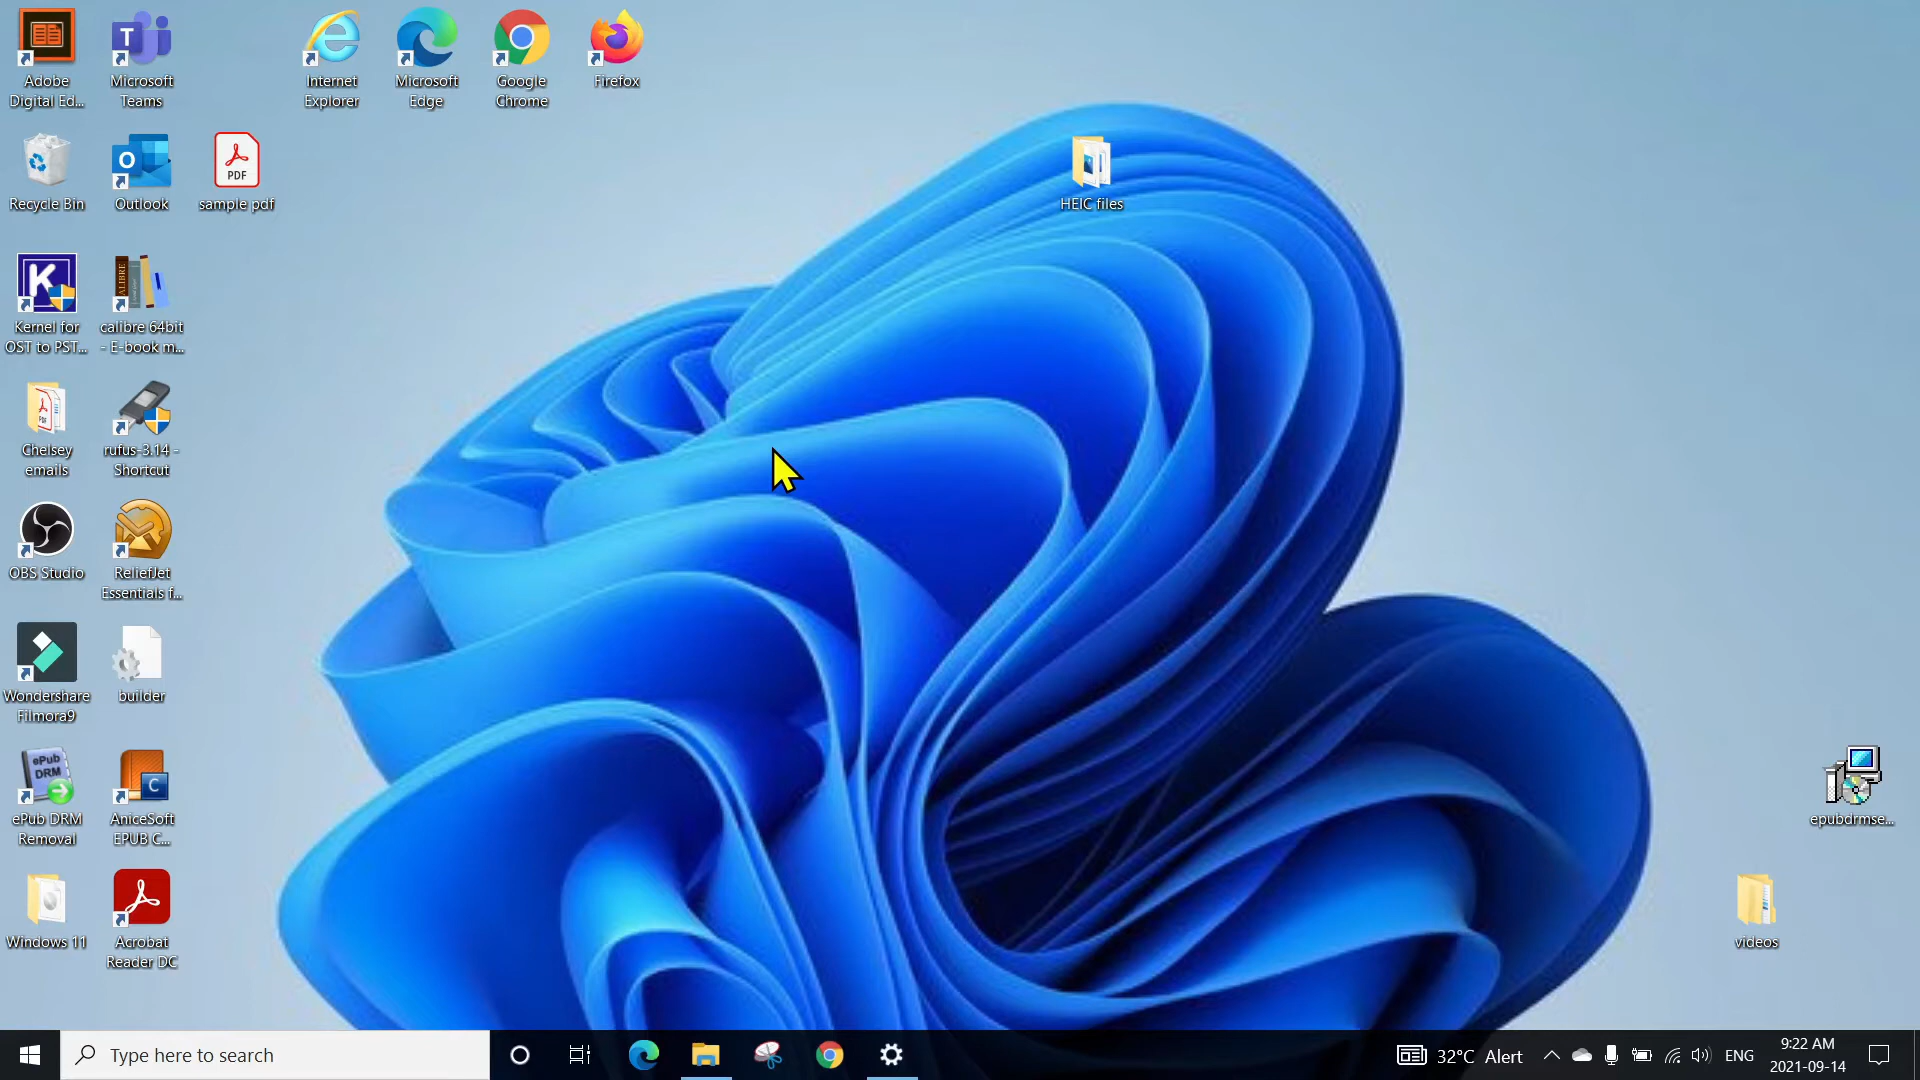 Adobe
Digital Ed...
Microsoft
Teams
Internet
Explorer
Microsoft
Edge
Google
Chrome
Firefox
Recycle Bin
Outlook
PDF
sample pdf
HEIC files
Kernel for
OST to PST...
CALIBRE
calibre 64bit
- E-book m...
PDF
Chelsey
emails
rufus-3.14 -
Shortcut
OBS Studio
ReliefJet
Essentials f...
Wondershare
Filmora9
builder
ePub
DRM
ePub DRM
Removal
C
AniceSoft
EPUB C...
epubdrmse...
Windows 11
Acrobat
Reader DC
videos
Type here to search
32°C Alert
ENG
9:22 AM
2021-09-14